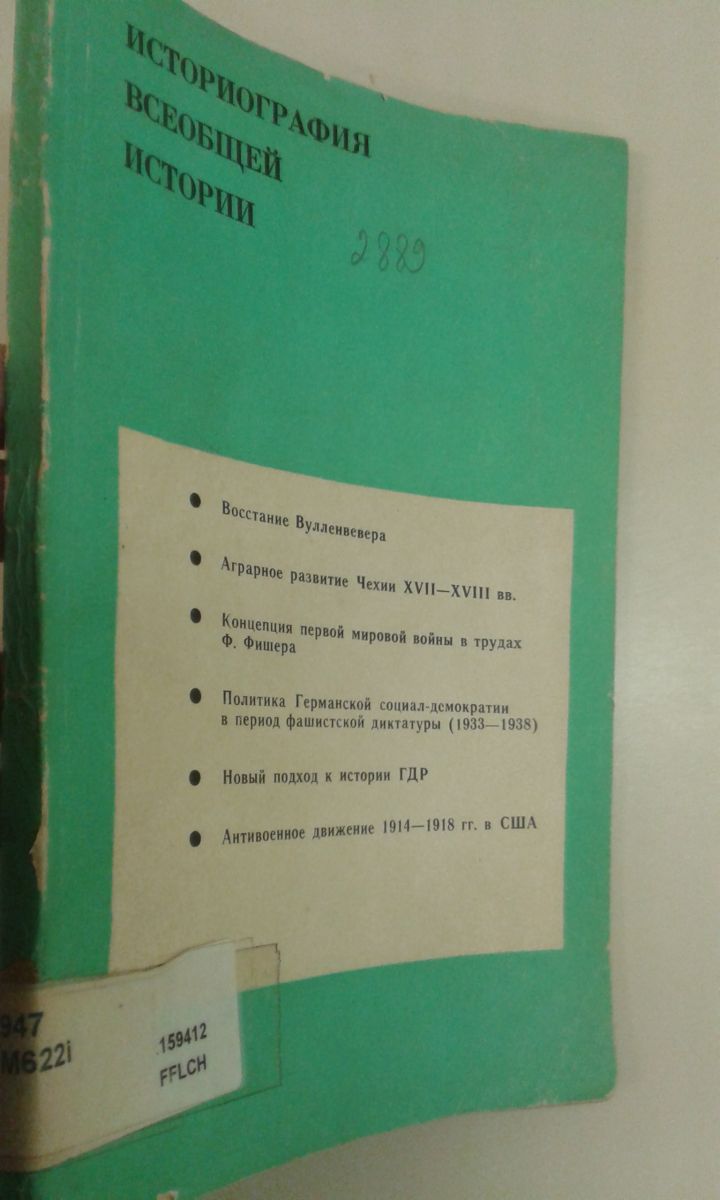 ИСТОРИОГРАФИЯ
ВСЕОБЩЕЙ
ИСТОРИИ
2889
● Восстание Вулленвевера
● Аграрное развитие Чехии XVII—XVIII вв.
● Концепция первой мировой войны в трудах
Ф. Фишера
● Политика Германской социал-демократии
в период фашистской диктатуры (1933—1938)
● Новый подход к истории ГДР
● Антивоенное движение 1914—1918 гг. в США
947
M622i
159412
FFLCH